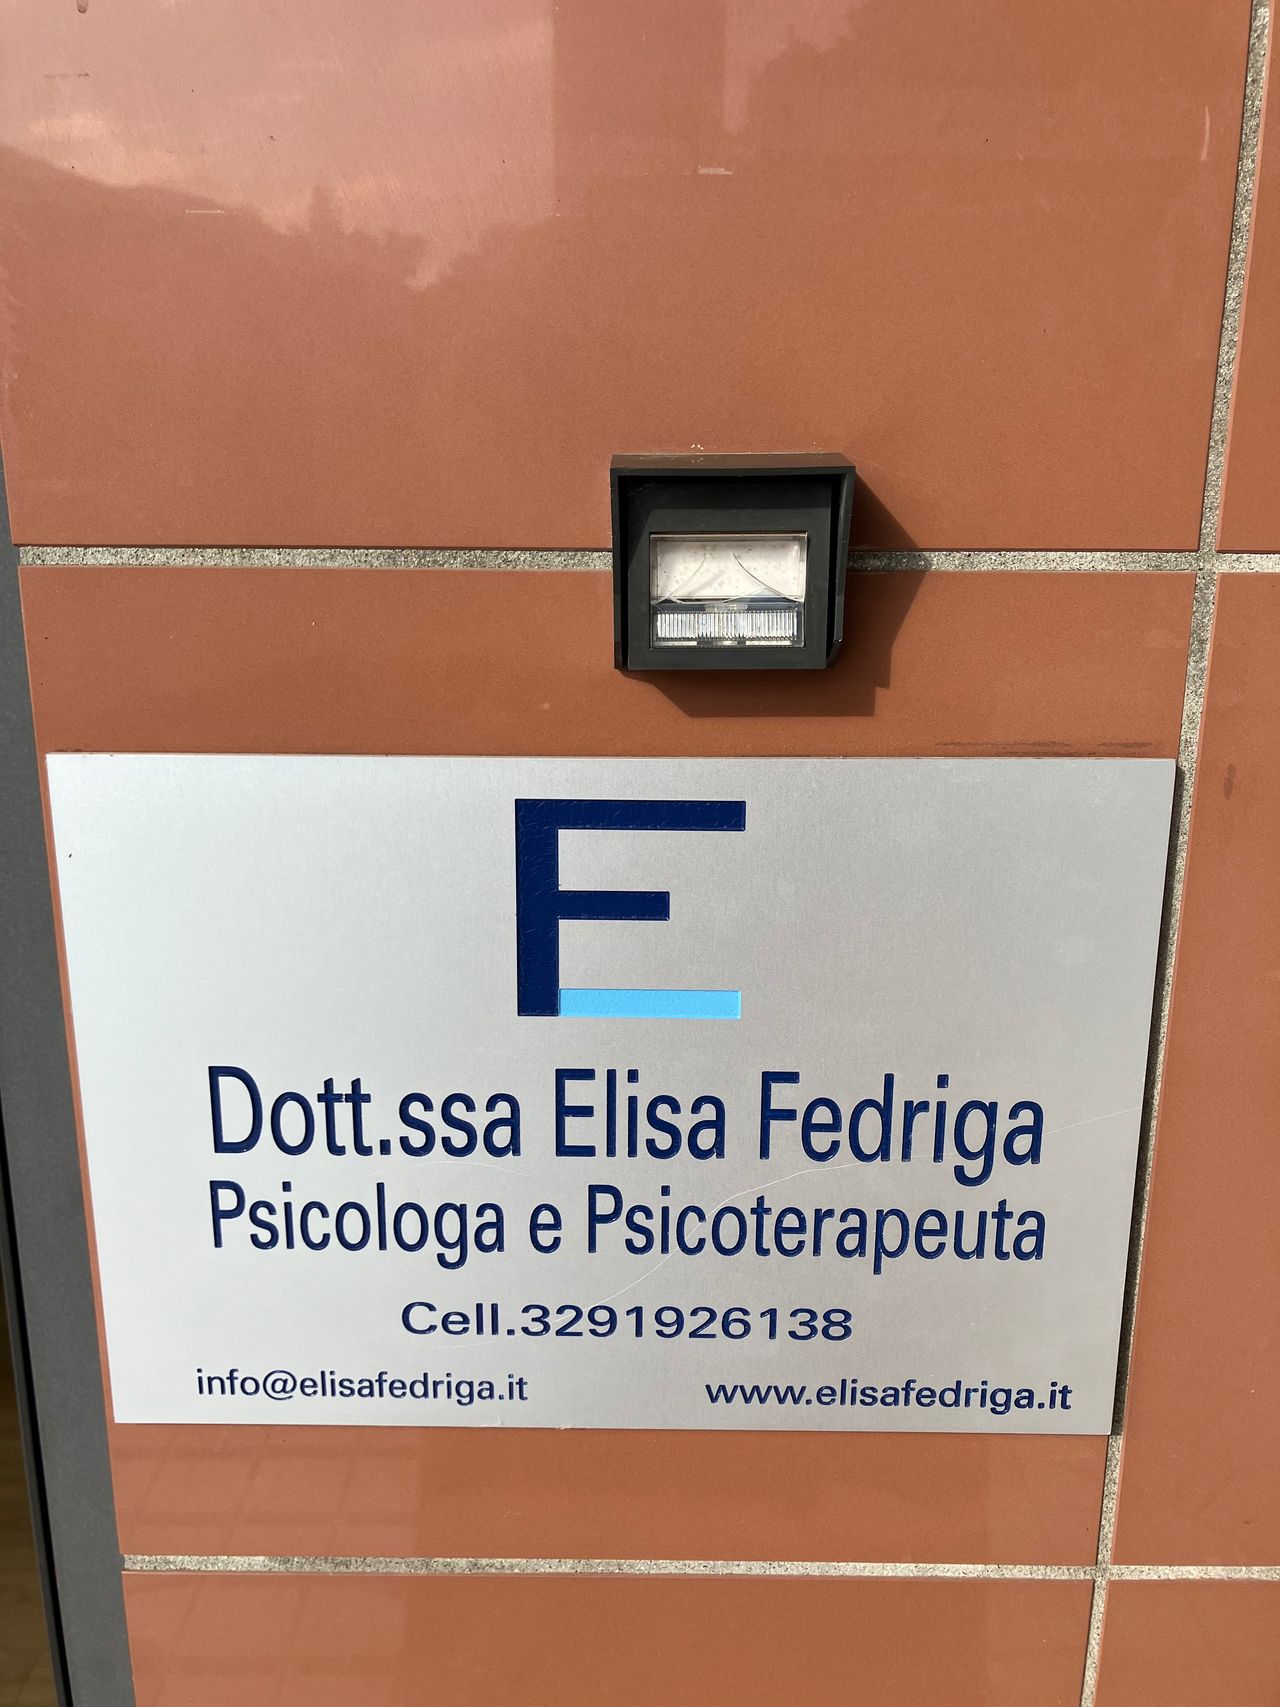 E
Dott.ssa Elisa Fedriga
Psicologa e Psicoterapeuta
Cell.3291926138
info@elisafedriga.it www.elisafedriga.it